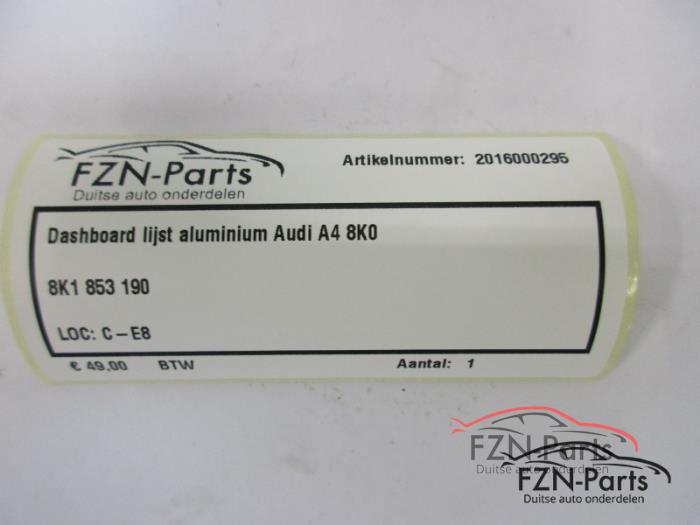 FZN-Parts
Duitse auto onderdelen
Artikelnummer: 2016000295
Dashboard lijst aluminium Audi A4 8K0
8K1 853 190
LOC: C-E8
€ 49,00 BTW Aantal: 1
FZN-Parts
Duitse auto onderdelen
FZN-Parts
Duitse auto onderdelen